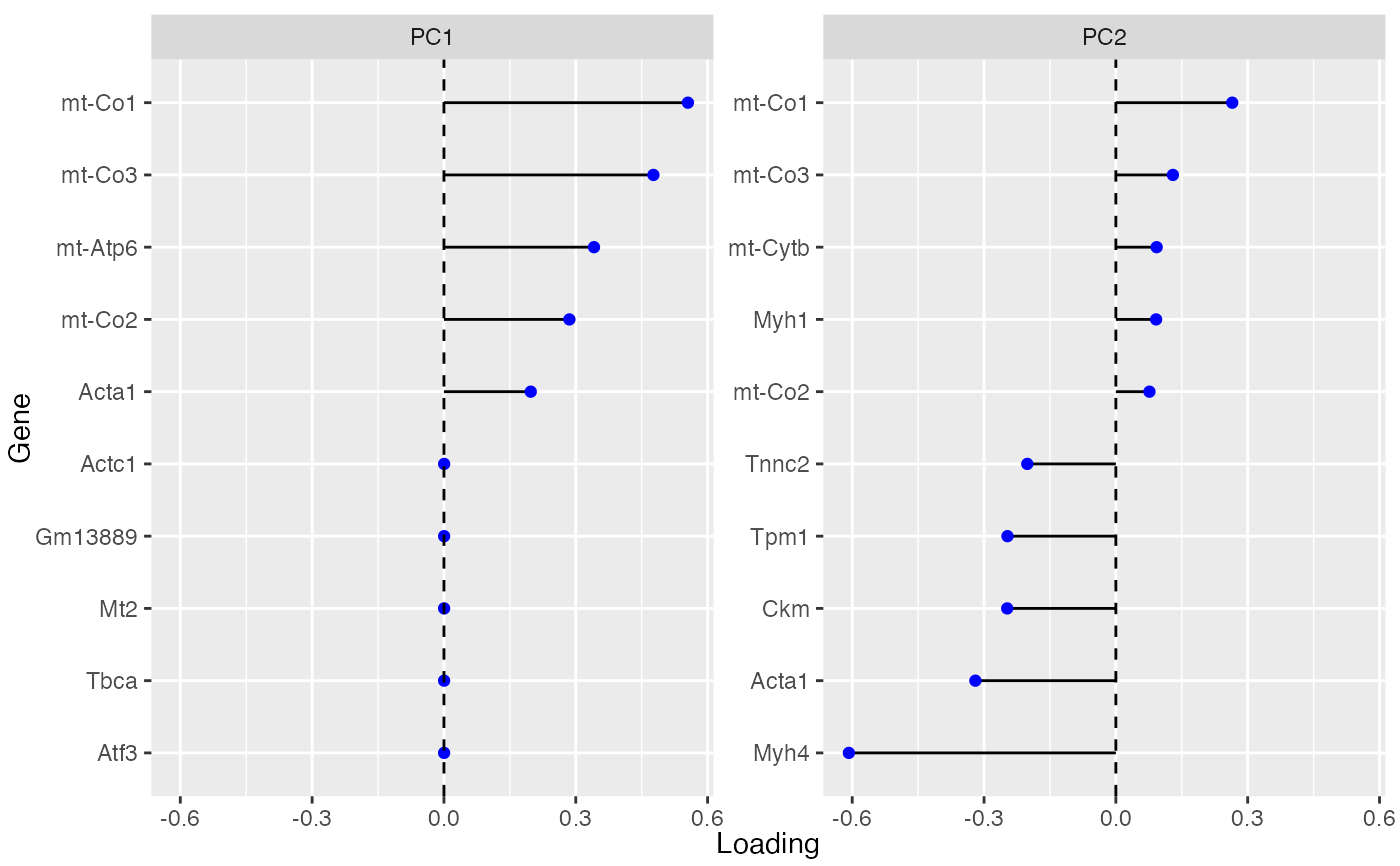 PC1
PC2
Gene
mt-Co1
mt-Co3
mt-Atp6
mt-Co2
Acta1
Actc1
Gm13889
Mt2
Tbca
Atf3
mt-Co1
mt-Co3
mt-Cytb
Myh1
mt-Co2
Tnnc2
Tpm1
Ckm
Acta1
Myh4
-0.6 -0.3 0.0 0.3 0.6
-0.6 -0.3 0.0 0.3 0.6
Loading